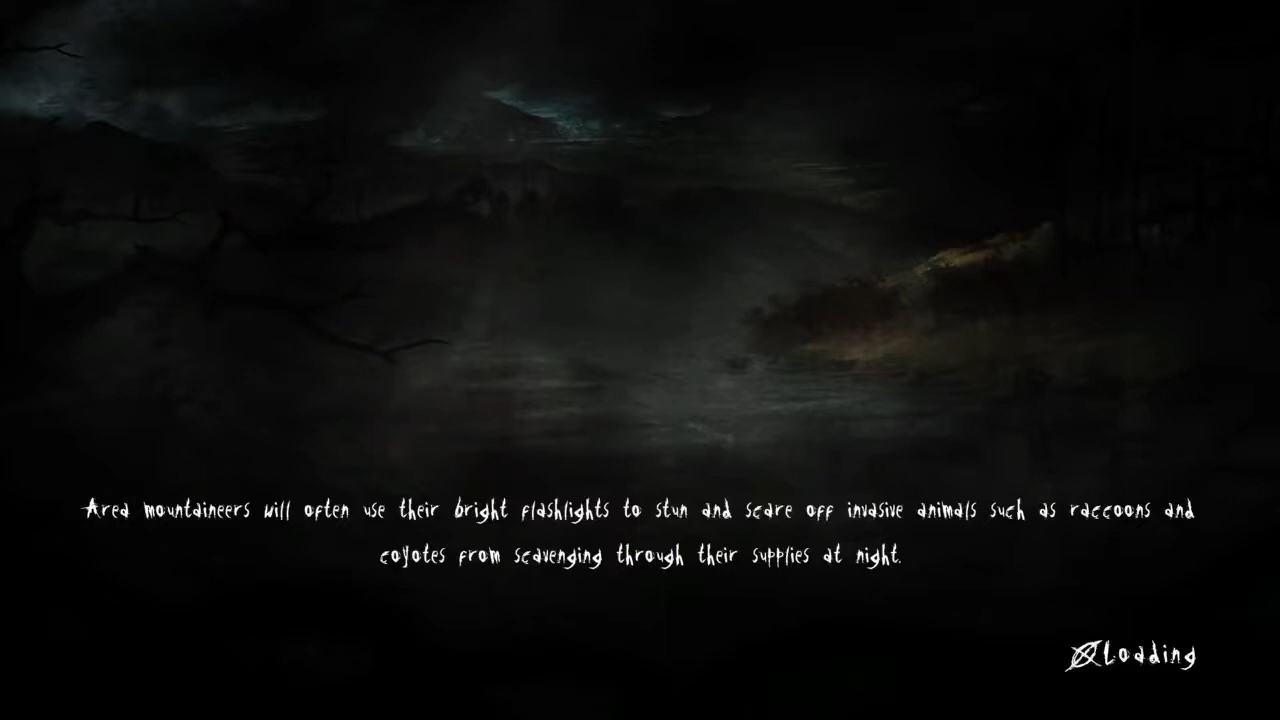 Area mountaineers will often use their bright flashlights to stun and scare off invasive animals such as raccoons and
coyotes from scavenging through their supplies at night.
Loading